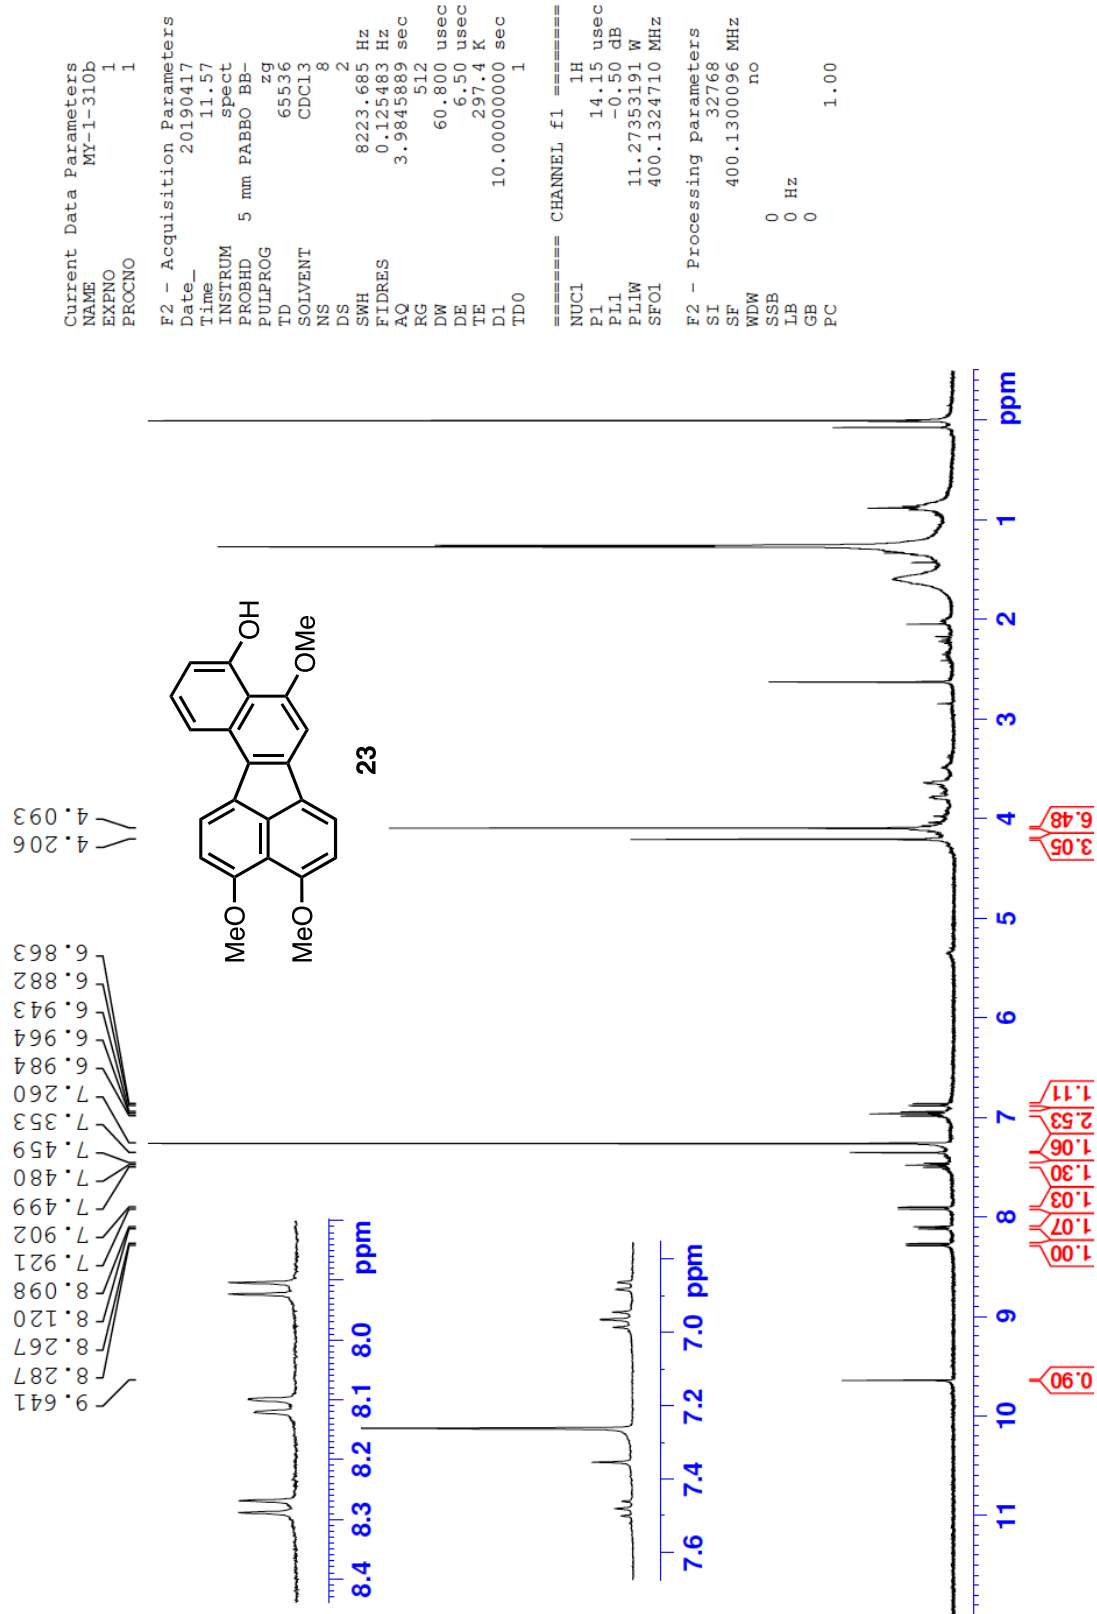 Current Data Parameters
NAME MY-1-310b
EXPNO 1
PROCNO 1
F2 - Acquisition Parameters
Date_ 20190417
Time 11.57
INSTRUM spect
PROBHD 5 mm PABBO BB-
PULPROG zg
TD 65536
SOLVENT CDCl3
NS 8
DS 2
SWH 8223.685 Hz
FIDRES 0.125483 Hz
AQ 3.9845889 sec
RG 512
DW 60.800 usec
DE 6.50 usec
TE 297.4 K
D1 10.00000000 sec
TD0 1
======== CHANNEL f1 ========
NUC1 1H
P1 14.15 usec
PL1 -0.50 dB
PL1W 11.27353191 W
SFO1 400.1324710 MHz
F2 - Processing parameters
SI 32768
SF 400.1300096 MHz
WDW no
SSB 0
LB 0 Hz
GB 0
PC 1.00
9.641
8.287
8.267
8.120
8.098
7.921
7.902
7.499
7.480
7.459
7.353
7.260
6.984
6.964
6.943
6.882
6.863
4.206
4.093
MeO
MeO
OH
OMe
23
8.4 8.3 8.2 8.1 8.0 ppm
7.6 7.4 7.2 7.0 ppm
11 10 9 8 7 6 5 4 3 2 1 ppm
0.90
1.00
1.07
1.03
1.30
1.06
2.53
1.11
3.05
6.48